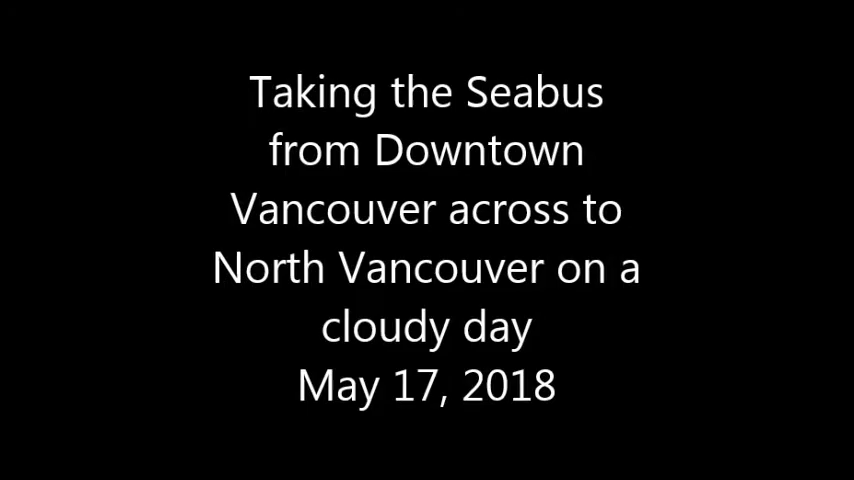 Taking the Seabus
from Downtown
Vancouver across to
North Vancouver on a
cloudy day
May 17, 2018